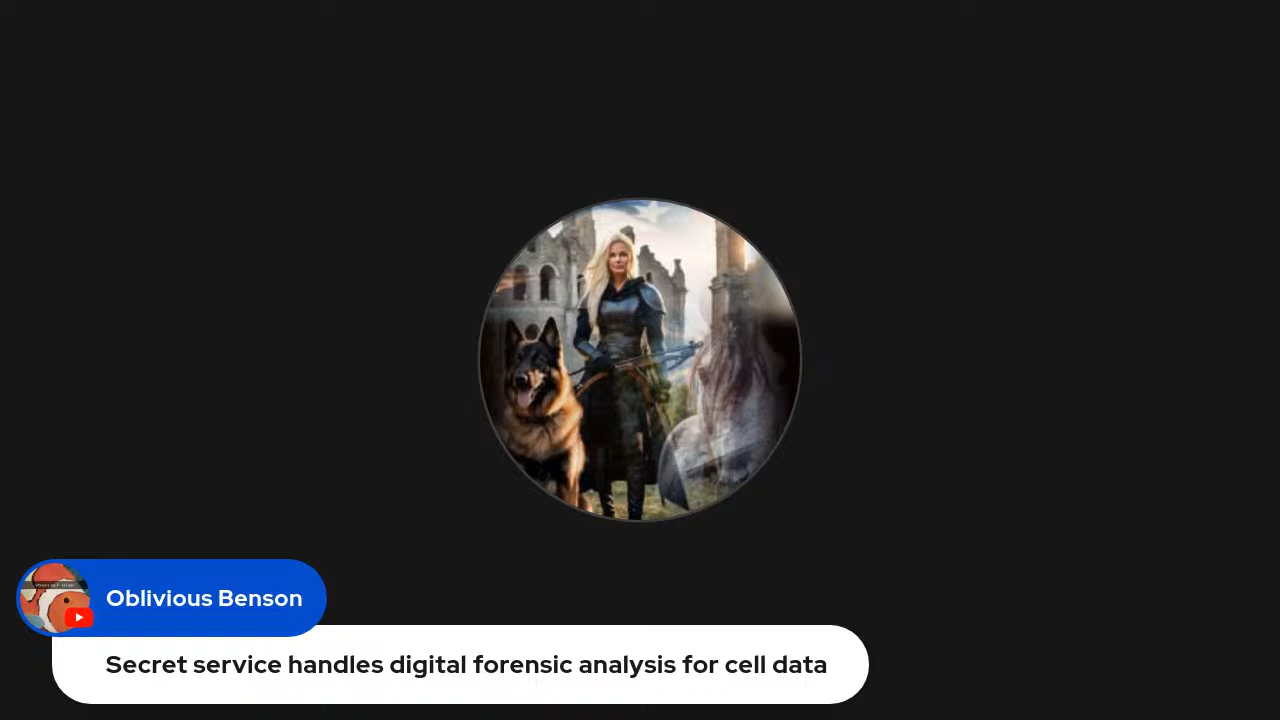 Oblivious Benson
Secret service handles digital forensic analysis for cell data